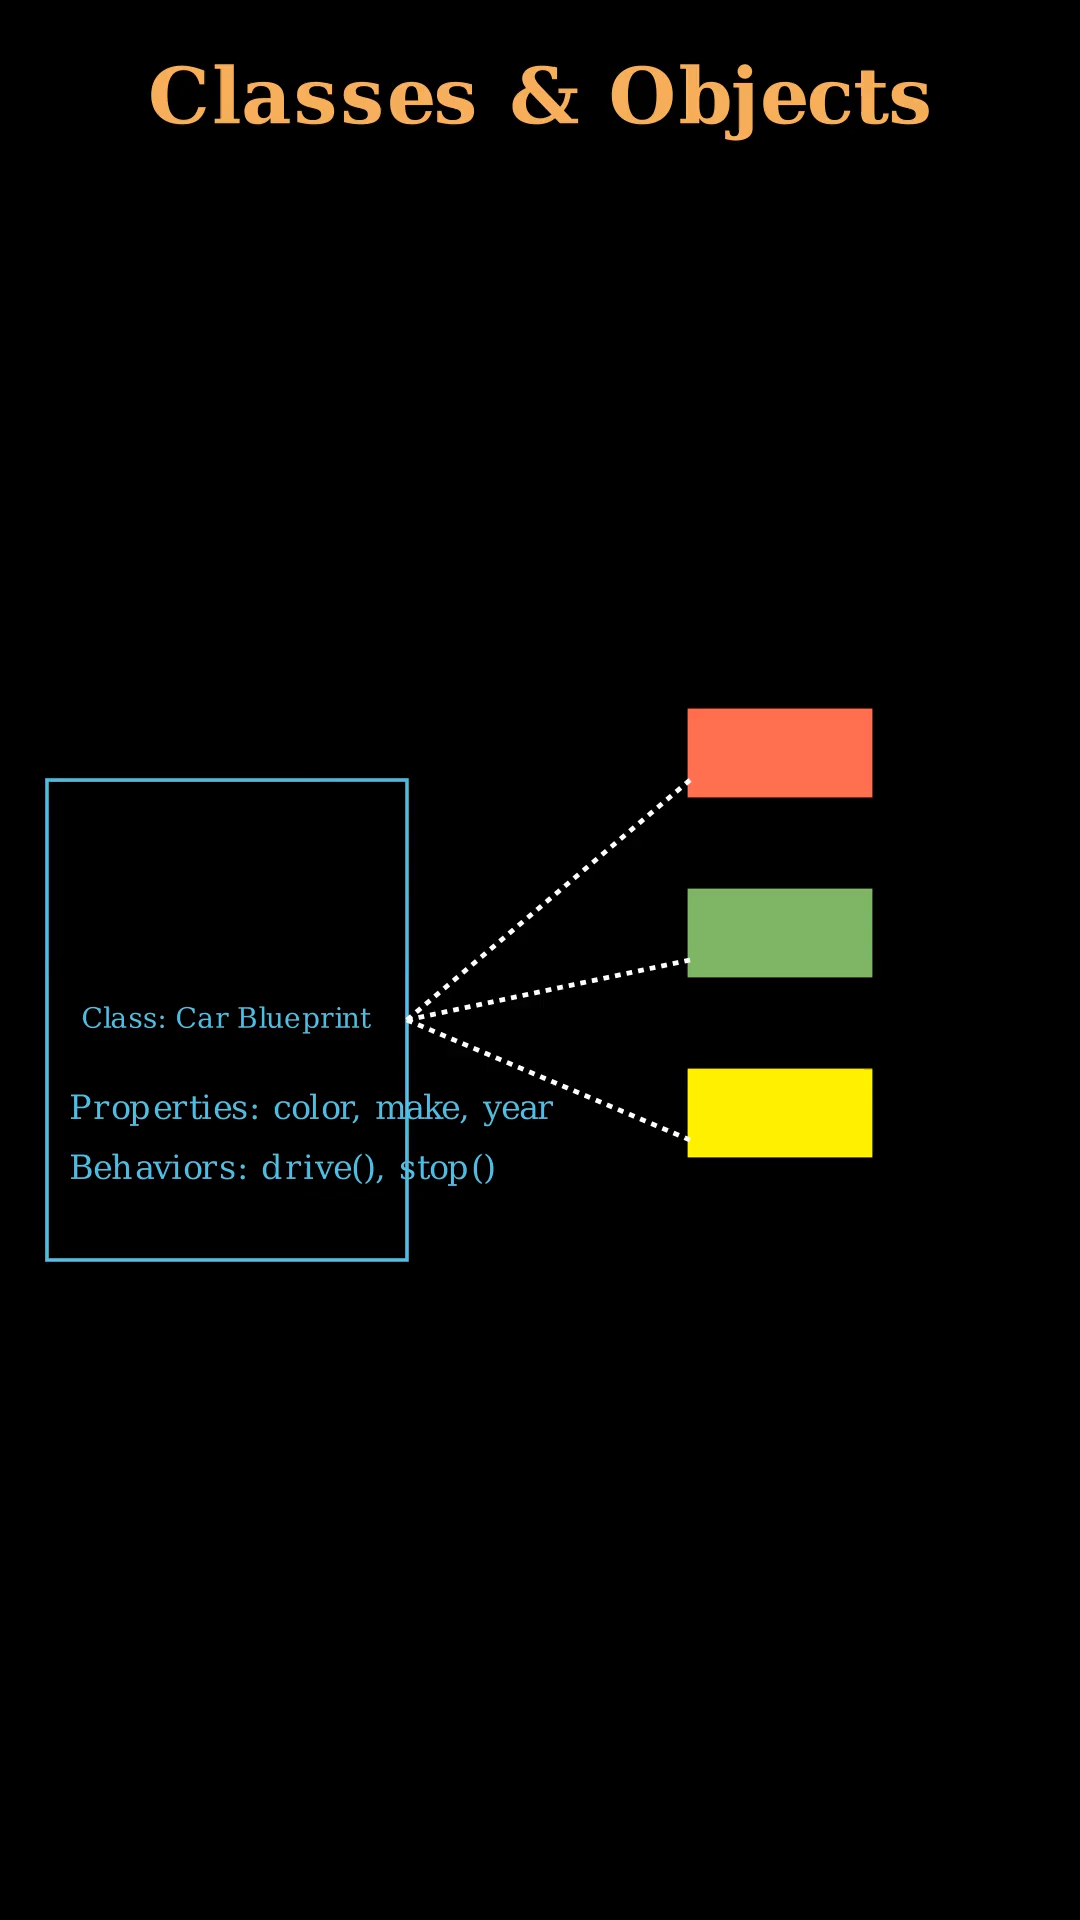 Classes & Objects
Class: Car Blueprint
Properties: color, make, year
Behaviors: drive(), stop()